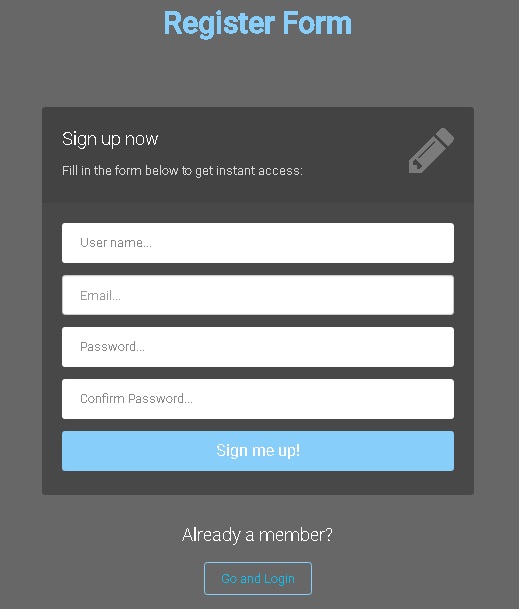 Register Form
Sign up now
Fill in the form below to get instant access:
User name...
Email...
Password...
Confirm Password...
Sign me up!
Already a member?
Go and Login